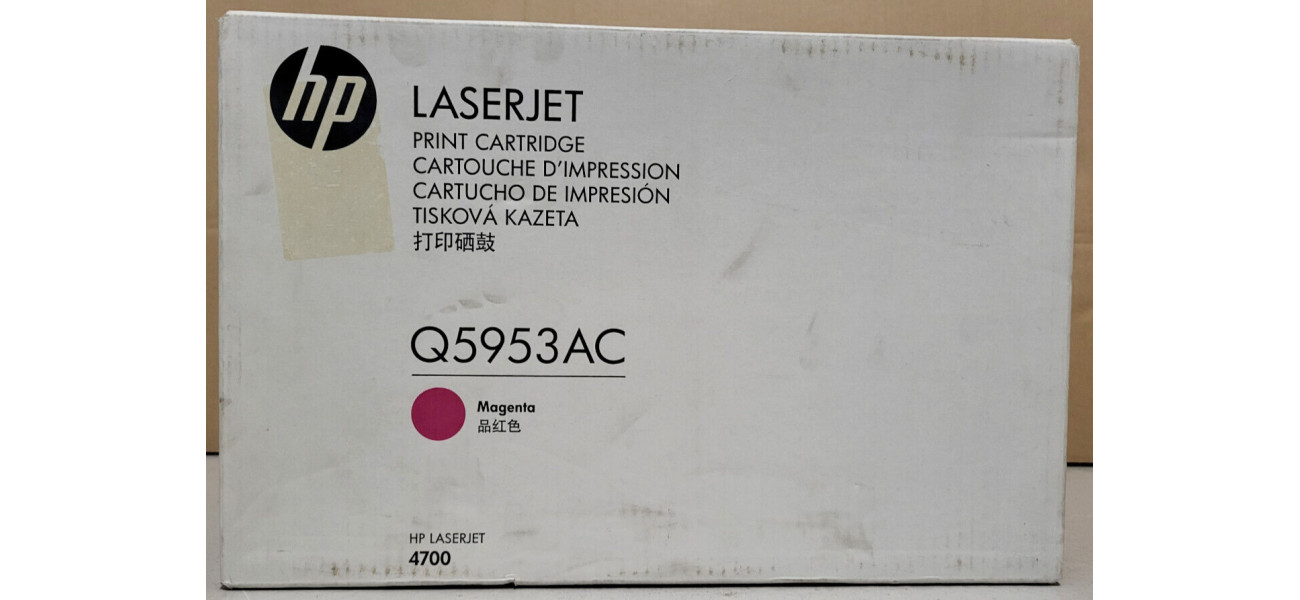 hp
LASERJET
PRINT CARTRIDGE
CARTOUCHE D'IMPRESSION
CARTUCHO DE IMPRESIÓN
TISKOVÁ KAZETA
打印硒鼓
Q5953AC
Magenta
品红色
HP LASERJET
4700